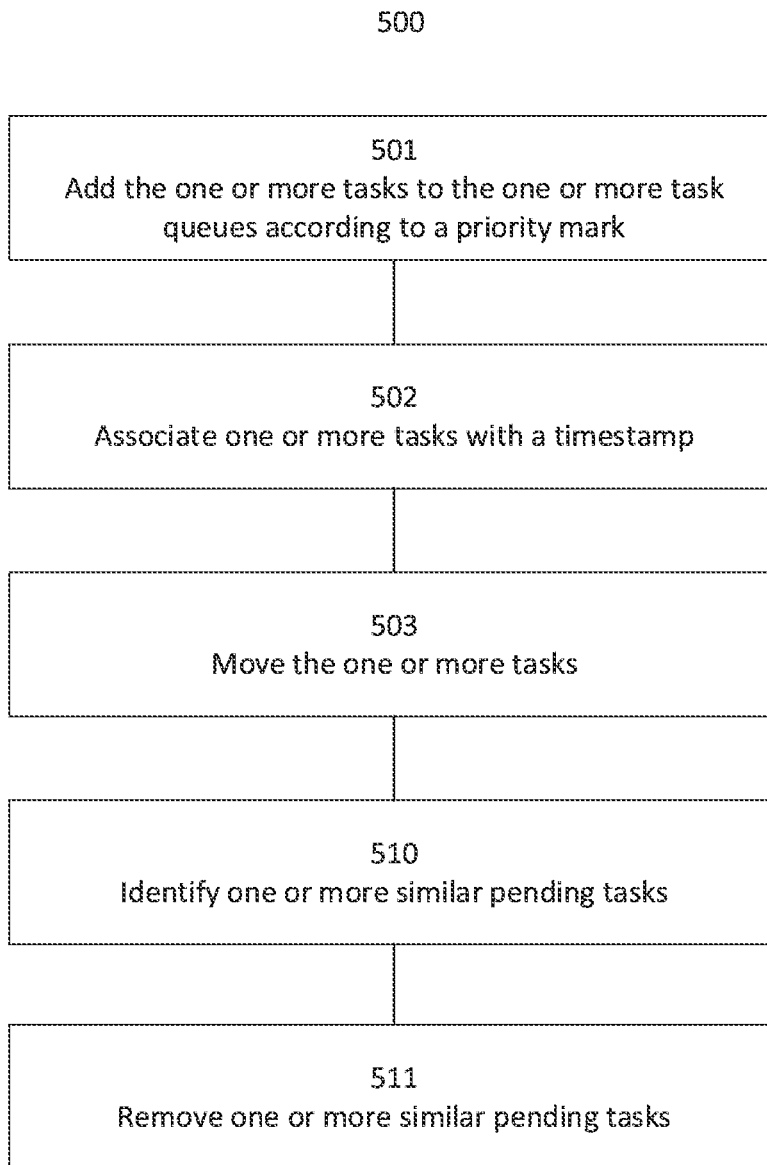 500
501
Add the one or more tasks to the one or more task
queues according to a priority mark
502
Associate one or more tasks with a timestamp
503
Move the one or more tasks
510
Identify one or more similar pending tasks
511
Remove one or more similar pending tasks